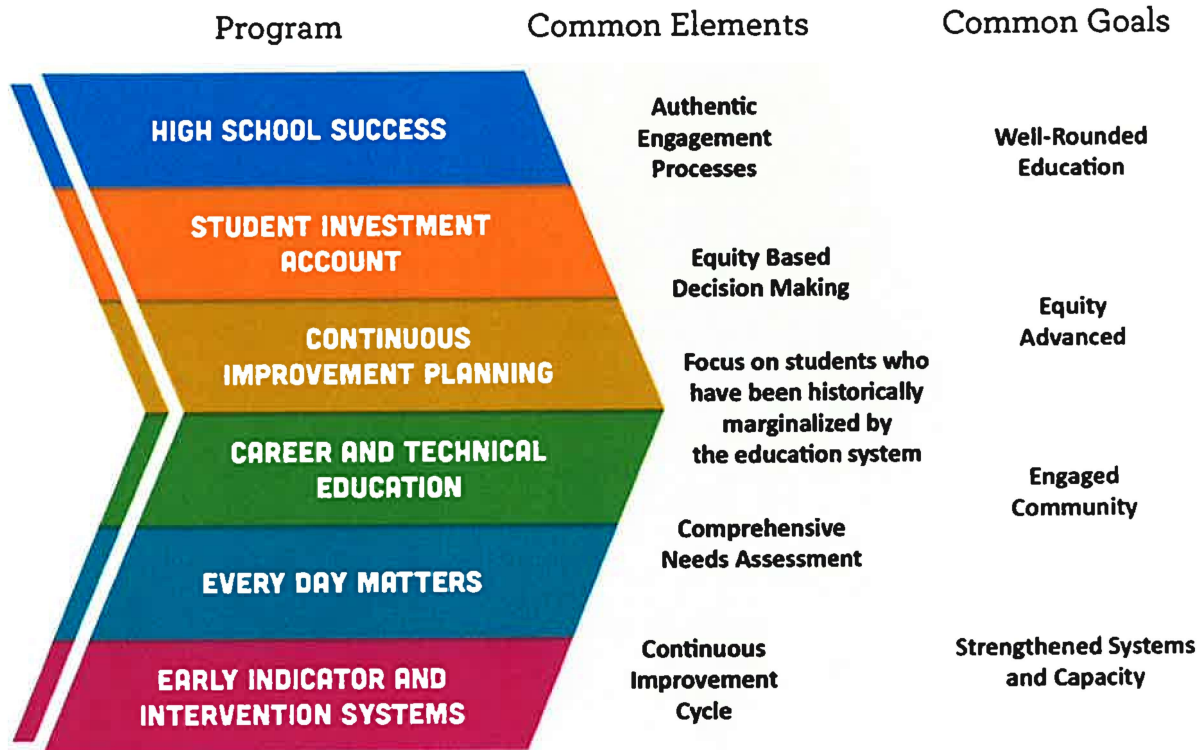 Program
Common Elements
Common Goals
HIGH SCHOOL SUCCESS
STUDENT INVESTMENT
ACCOUNT
CONTINUOUS
IMPROVEMENT PLANNING
CAREER AND TECHNICAL
EDUCATION
EVERY DAY MATTERS
EARLY INDICATOR AND
INTERVENTION SYSTEMS
Authentic
Engagement
Processes
Equity Based
Decision Making
Focus on students who
have been historically
marginalized by
the education system
Comprehensive
Needs Assessment
Continuous
Improvement
Cycle
Well-Rounded
Education
Equity
Advanced
Engaged
Community
Strengthened Systems
and Capacity